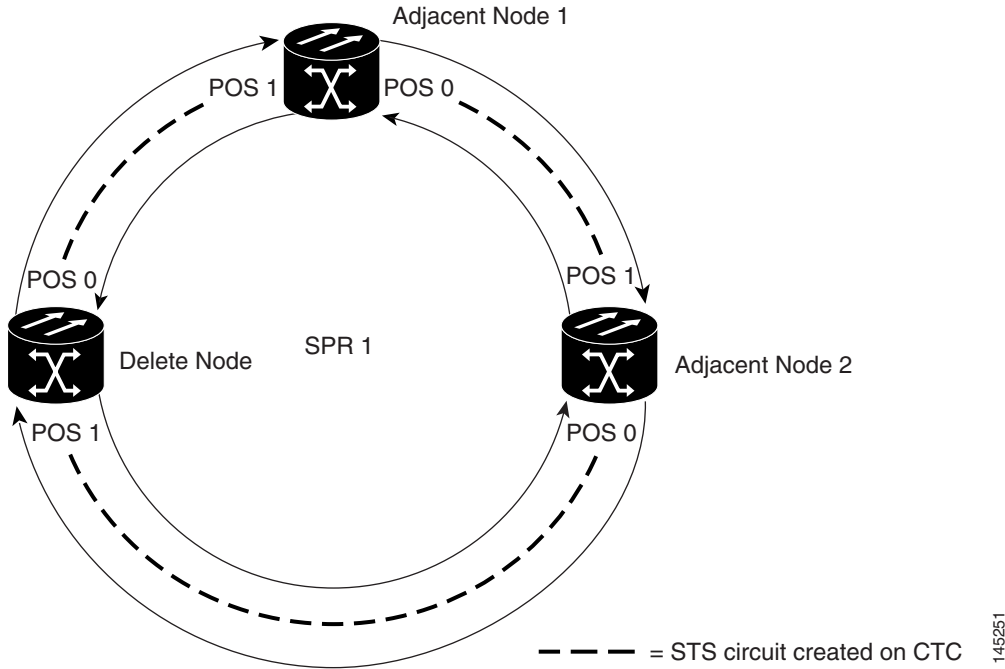 Adjacent Node 1
POS 1
POS 0
POS 0
POS 1
SPR 1
Delete Node
Adjacent Node 2
POS 1
POS 0
= STS circuit created on CTC
145251